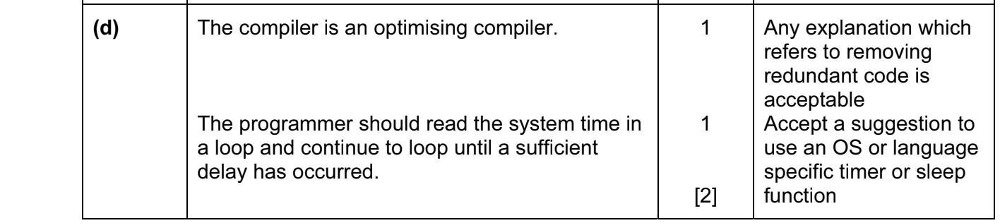 (d)
The compiler is an optimising compiler.
1
Any explanation which
refers to removing
redundant code is
acceptable
The programmer should read the system time in
a loop and continue to loop until a sufficient
delay has occurred.
1
[2]
Accept a suggestion to
use an OS or language
specific timer or sleep
function